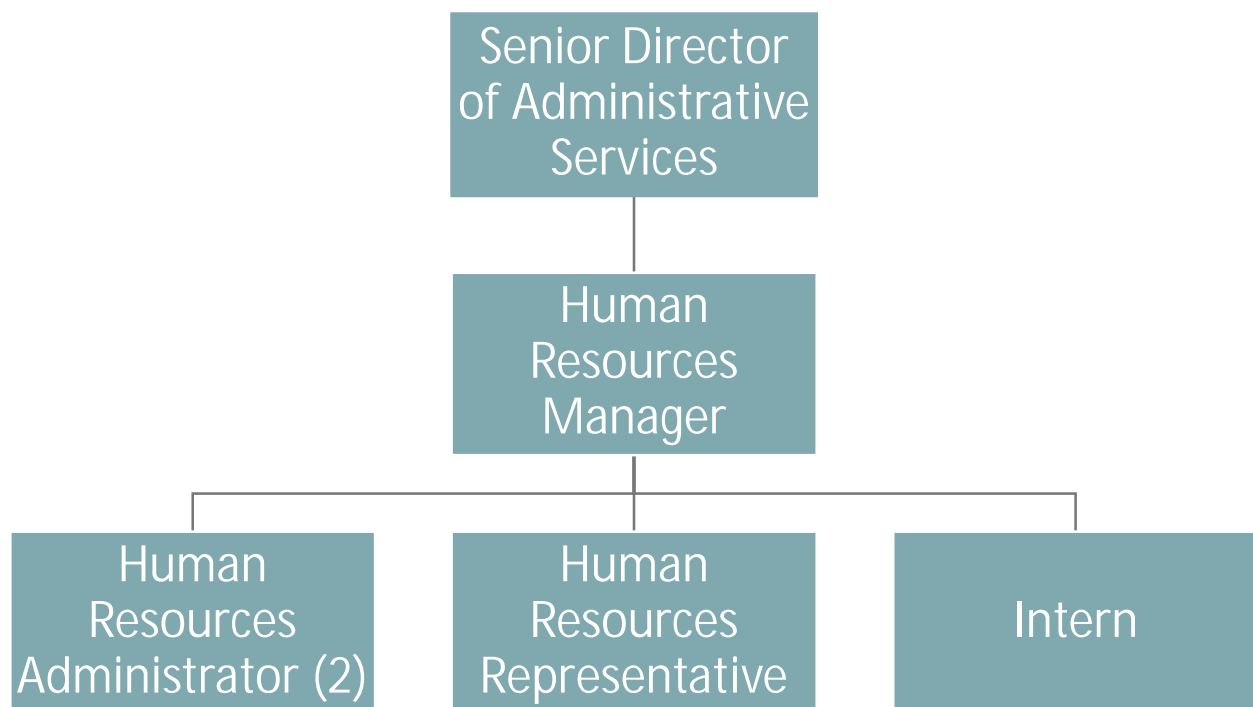 Senior Director
of Administrative
Services
Human
Resources
Manager
Human
Resources
Administrator (2)
Human
Resources
Representative
Intern